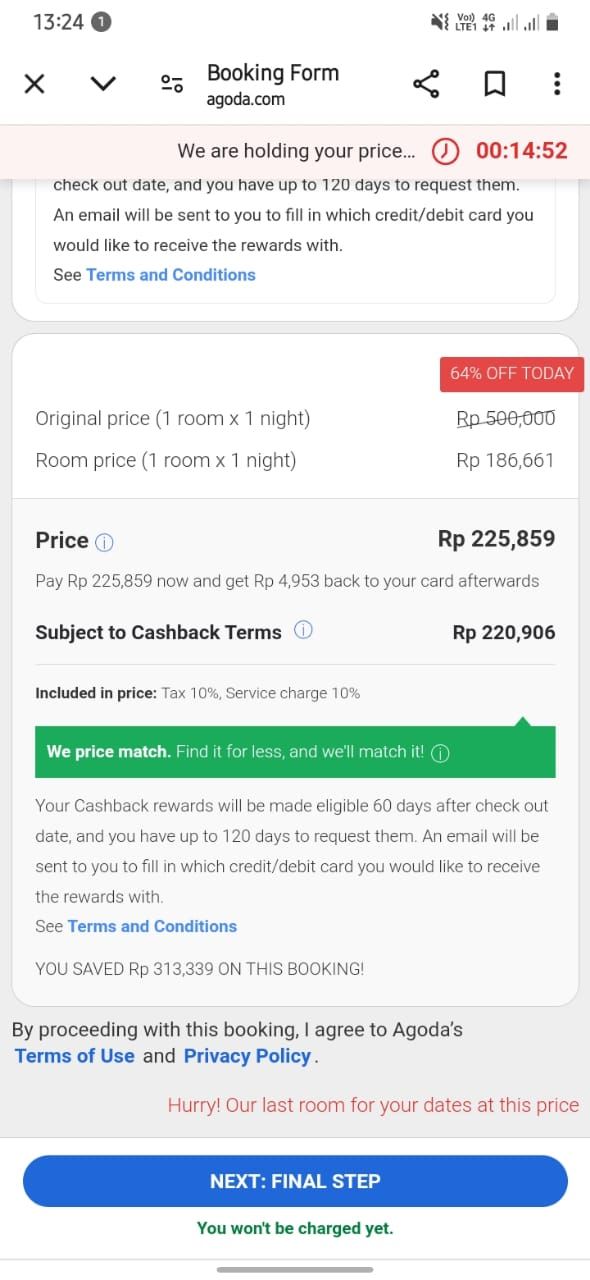 13:24 1 Vo) LTE1 4G
Booking Form
agoda.com
We are holding your price... 00:14:52
check out date, and you have up to 120 days to request them.
An email will be sent to you to fill in which credit/debit card you
would like to receive the rewards with.
See Terms and Conditions
64% OFF TODAY
Original price (1 room x 1 night) Rp 500,000
Room price (1 room x 1 night) Rp 186,661
Price Rp 225,859
Pay Rp 225,859 now and get Rp 4,953 back to your card afterwards
Subject to Cashback Terms Rp 220,906
Included in price: Tax 10%, Service charge 10%
We price match. Find it for less, and we'll match it!
Your Cashback rewards will be made eligible 60 days after check out
date, and you have up to 120 days to request them. An email will be
sent to you to fill in which credit/debit card you would like to receive
the rewards with.
See Terms and Conditions
YOU SAVED Rp 313,339 ON THIS BOOKING!
By proceeding with this booking, I agree to Agoda's
Terms of Use and Privacy Policy.
Hurry! Our last room for your dates at this price
NEXT: FINAL STEP
You won't be charged yet.